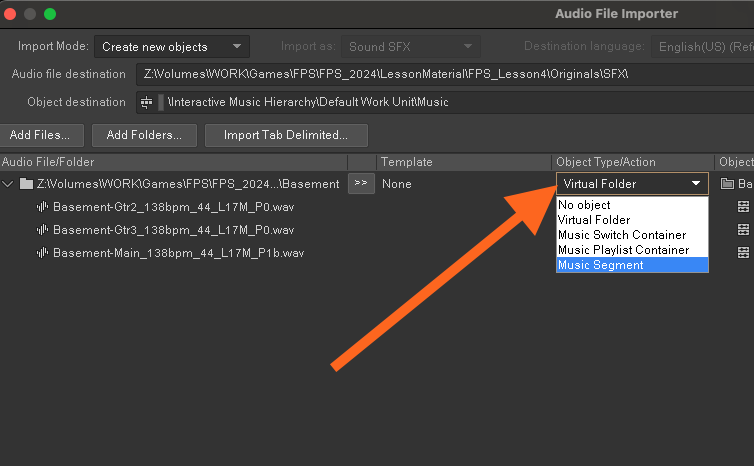 Audio File Importer
Import Mode: Create new objects Import as: Sound SFX Destination language: English(US) (Refe
Audio file destination Z:\Volumes\WORK\Games\FPS\FPS_2024\LessonMaterial\FPS_Lesson4\Originals\SFX\
Object destination \Interactive Music Hierarchy\Default Work Unit\Music
Add Files... Add Folders... Import Tab Delimited...
Audio File/Folder Template Object Type/Action Object
Z:\Volumes\WORK\Games\FPS\FPS_2024...\Basement >> None Virtual Folder Ba
Basement-Gtr2_138bpm_44_L17M_P0.wav No object
Virtual Folder
Basement-Gtr3_138bpm_44_L17M_P0.wav Music Switch Container
Music Playlist Container
Basement-Main_138bpm_44_L17M_P1b.wav Music Segment